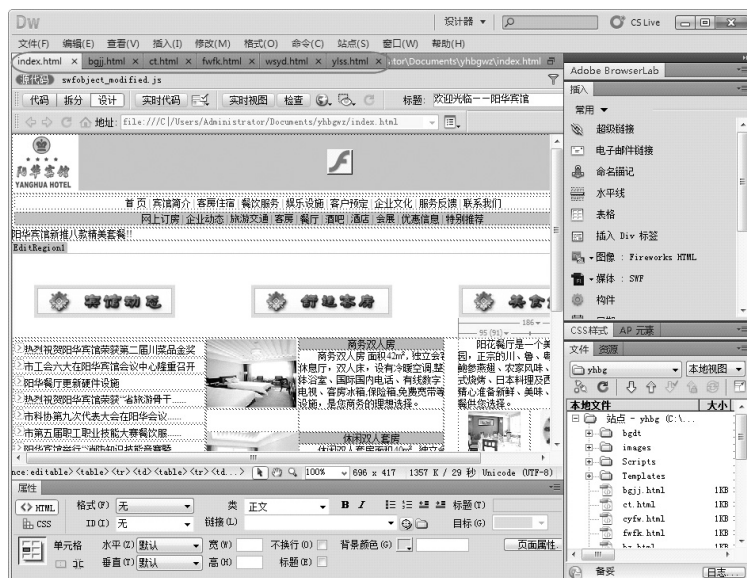 Dw
设计器
CS Live
文件(F) 编辑(E) 查看(V) 插入(I) 修改(M) 格式(O) 命令(C) 站点(S) 窗口(W) 帮助(H)
index.html × bgjj.html × ct.html × fwfk.html × wsyd.html × ylss.html × tor\Documents\yhbgwz\index.html
源代码 swfobject_modified.js
代码 拆分 设计 实时代码 实时视图 检查 标题: 欢迎光临——阳华宾馆
地址: file:///C|/Users/Administrator/Documents/yhbgwz/index.html
阳华宾馆
YANGHUA HOTEL
首 页 宾馆简介 客房住宿 餐饮服务 娱乐设施 客户预定 企业文化 服务反馈 联系我们
网上订房 企业动态 旅游交通 客房 餐厅 酒吧 酒店 会展 优惠信息 特别推荐
阳华宾馆新推八款精美套餐!!
EditRegion1
宾馆动态 舒适客房 美食
186
95 (91)
热烈祝贺阳华宾馆荣获第二届川菜品金奖
市工会六大在阳华宾馆会议中心隆重召开
阳华餐厅更新硬件设施
热烈祝贺阳华宾馆荣获"省旅游骨干......
市科协第九次代表大会在阳华会议......
市第五届职工职业技能大赛餐饮服......
商务双人房
商务双人房 面积42m², 独立会客
休息厅, 双人床, 设有冷暖空调,整
体浴室、国际国内电话、有线数字
电视、客房冰箱,保险箱,免费宽带等
设施, 是您商务的理想选择。
休闲双人套房
阳花餐厅是一个美
园, 正宗的川、鲁、粤
鲍参燕翅、农家风味、
式烧烤、日本料理及西
精心准备新鲜、美味、
餐供您选择。
nce:editable> <table> <tr> <td> <table> <tr> <td...> 100% 696 x 417 1357 K / 29 秒 Unicode (UTF-8)
属性
<> HTML 格式(F) 无 类 正文 B I 标题(T)
CSS ID(I) 无 链接(L) 目标(G)
单元格 水平(Z) 默认 宽(W) 不换行(O) 背景颜色(G) 页面属性...
垂直(T) 默认 高(H) 标题(E)
Adobe BrowserLab
插入
常用
超级链接
电子邮件链接
命名锚记
水平线
表格
插入 Div 标签
图像 : Fireworks HTML
媒体 : SWF
构件
CSS样式 AP 元素
文件 资源
yhbg 本地视图
本地文件 大小
站点 - yhbg (C:\...
bgdt
images
Scripts
Templates
bgjj.html 1KB
ct.html 1KB
cyfw.html 1KB
fwfk.html 1KB
备妥 日志...